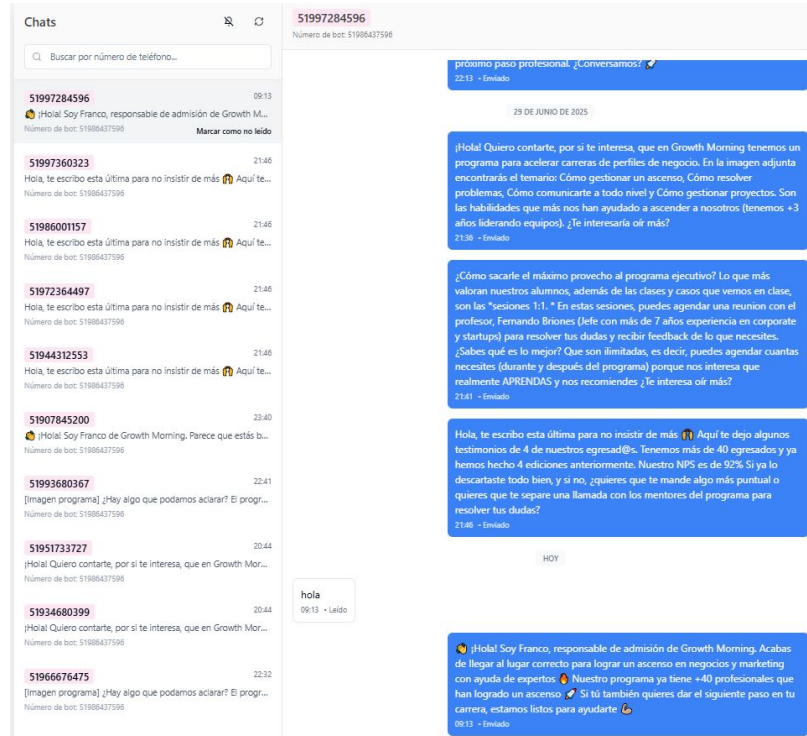 Chats
Buscar por número de teléfono...
51997284596
09:13
👋 ¡Hola! Soy Franco, responsable de admisión de Growth M...
Número de bot: 51986437596
Marcar como no leído
51997360323
21:46
Hola, te escribo esta última para no insistir de más 🙌 Aquí te...
Número de bot: 51986437596
51986001157
21:46
Hola, te escribo esta última para no insistir de más 🙌 Aquí te...
Número de bot: 51986437596
51972364497
21:46
Hola, te escribo esta última para no insistir de más 🙌 Aquí te...
Número de bot: 51986437596
51944312553
21:46
Hola, te escribo esta última para no insistir de más 🙌 Aquí te...
Número de bot: 51986437596
51907845200
23:40
👋 ¡Hola! Soy Franco de Growth Morning. Parece que estás b...
Número de bot: 51986437596
51993680367
22:41
[Imagen programa] ¿Hay algo que podamos aclarar? El progr...
Número de bot: 51986437596
51951733727
20:44
¡Hola! Quiero contarte, por si te interesa, que en Growth Mor...
Número de bot: 51986437596
51934680399
20:44
¡Hola! Quiero contarte, por si te interesa, que en Growth Mor...
Número de bot: 51986437596
51966676475
22:32
[Imagen programa] ¿Hay algo que podamos aclarar? El progr...
Número de bot: 51986437596
51997284596
Número de bot: 51986437596
próximo paso profesional. ¿Conversamos? 🚀
22:13 • Enviado
29 DE JUNIO DE 2025
¡Hola! Quiero contarte, por si te interesa, que en Growth Morning tenemos un
programa para acelerar carreras de perfiles de negocio. En la imagen adjunta
encontrarás el temario: Cómo gestionar un ascenso, Cómo resolver
problemas, Cómo comunicarte a todo nivel y Cómo gestionar proyectos. Son
las habilidades que más nos han ayudado a ascender a nosotros (tenemos +3
años liderando equipos). ¿Te interesaría oír más?
21:36 • Enviado
¿Cómo sacarle el máximo provecho al programa ejecutivo? Lo que más
valoran nuestros alumnos, además de las clases y casos que vemos en clase,
son las *sesiones 1:1. * En estas sesiones, puedes agendar una reunion con el
profesor, Fernando Briones (Jefe con más de 7 años experiencia en corporate
y startups) para resolver tus dudas y recibir feedback de lo que necesites.
¿Sabes qué es lo mejor? Que son ilimitadas, es decir, puedes agendar cuantas
necesites (durante y después del programa) porque nos interesa que
realmente APRENDAS y nos recomiendes ¿Te interesa oír más?
21:41 • Enviado
Hola, te escribo esta última para no insistir de más 🙌 Aquí te dejo algunos
testimonios de 4 de nuestros egresad@s. Tenemos más de 40 egresados y ya
hemos hecho 4 ediciones anteriormente. Nuestro NPS es de 92% Si ya lo
descartaste todo bien, y si no, ¿quieres que te mande algo más puntual o
quieres que te separe una llamada con los mentores del programa para
resolver tus dudas?
21:46 • Enviado
HOY
hola
09:13 • Leído
👋 ¡Hola! Soy Franco, responsable de admisión de Growth Morning. Acabas
de llegar al lugar correcto para lograr un ascenso en negocios y marketing
con ayuda de expertos 🔥 Nuestro programa ya tiene +40 profesionales que
han logrado un ascenso 🚀 Si tú también quieres dar el siguiente paso en tu
carrera, estamos listos para ayudarte 💪
09:13 • Enviado